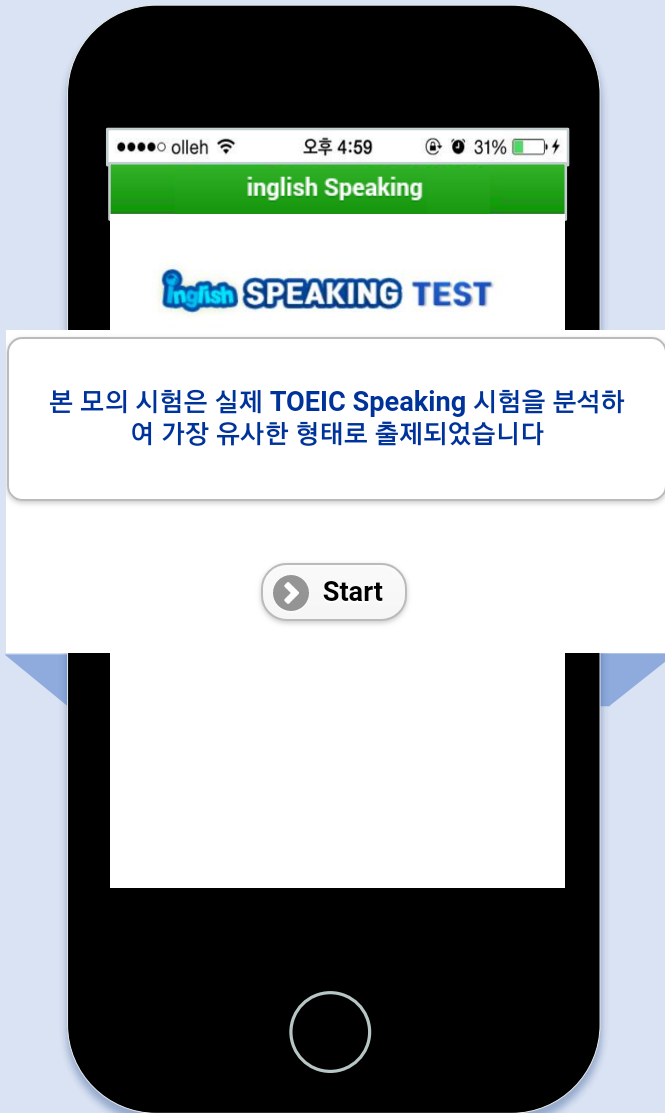 olleh 오후 4:59 31%
inglish Speaking
inglish SPEAKING TEST
본 모의 시험은 실제 TOEIC Speaking 시험을 분석하
여 가장 유사한 형태로 출제되었습니다
Start